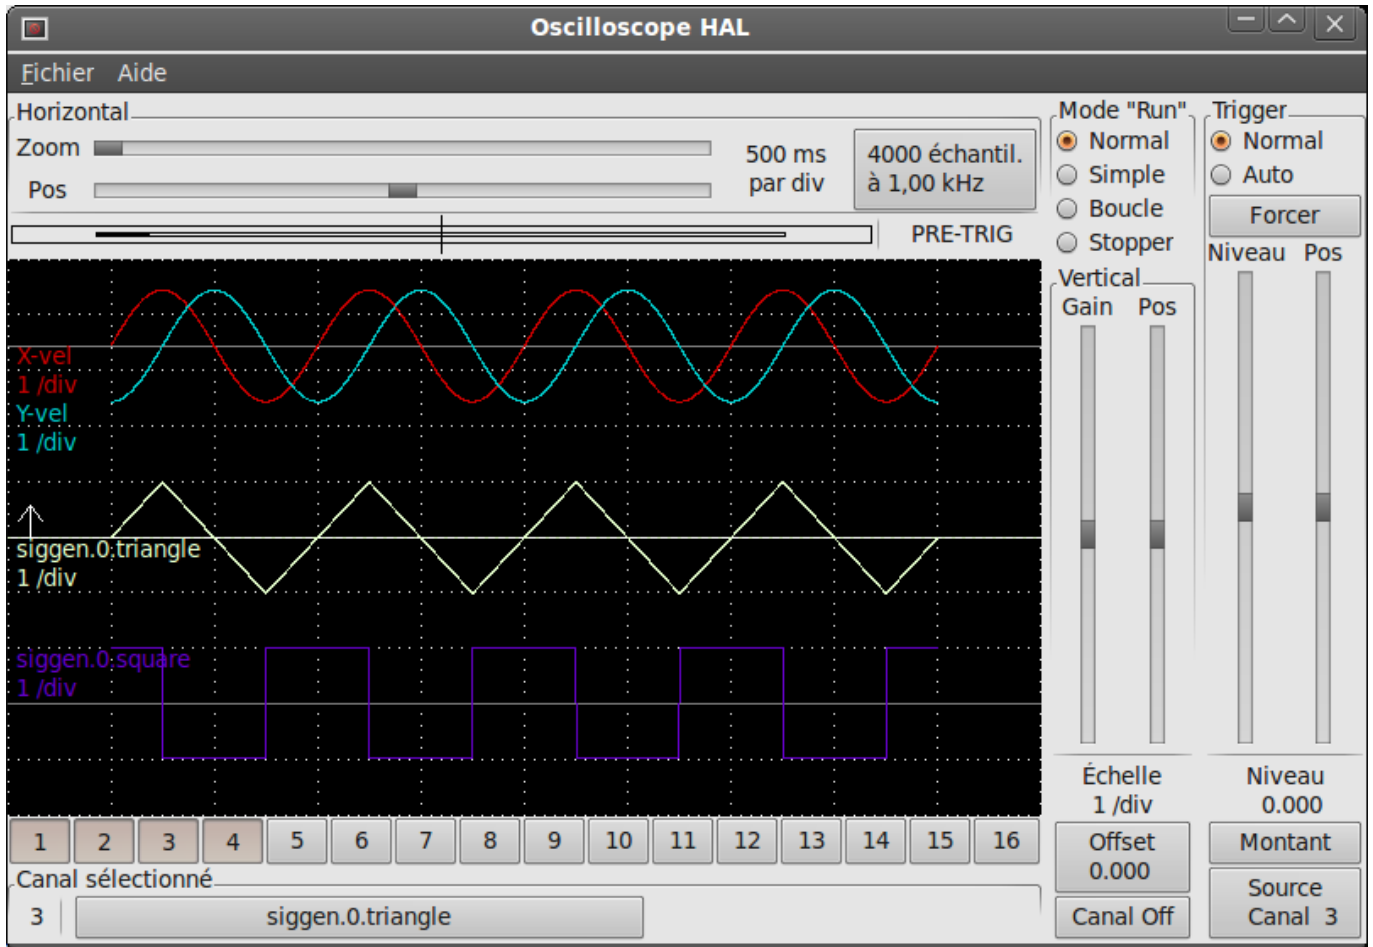 Oscilloscope HAL
Fichier Aide
Horizontal
Zoom
Pos
500 ms
par div
4000 échantil.
à 1,00 kHz
PRE-TRIG
Mode "Run"
Normal
Simple
Boucle
Stopper
Trigger
Normal
Auto
Forcer
Niveau Pos
Vertical
Gain Pos
X-vel
1 /div
Y-vel
1 /div
siggen.0.triangle
1 /div
siggen.0.square
1 /div
Échelle
1 /div
Offset
0.000
Canal Off
Niveau
0.000
Montant
Source
Canal 3
1 2 3 4 5 6 7 8 9 10 11 12 13 14 15 16
Canal sélectionné
3 siggen.0.triangle